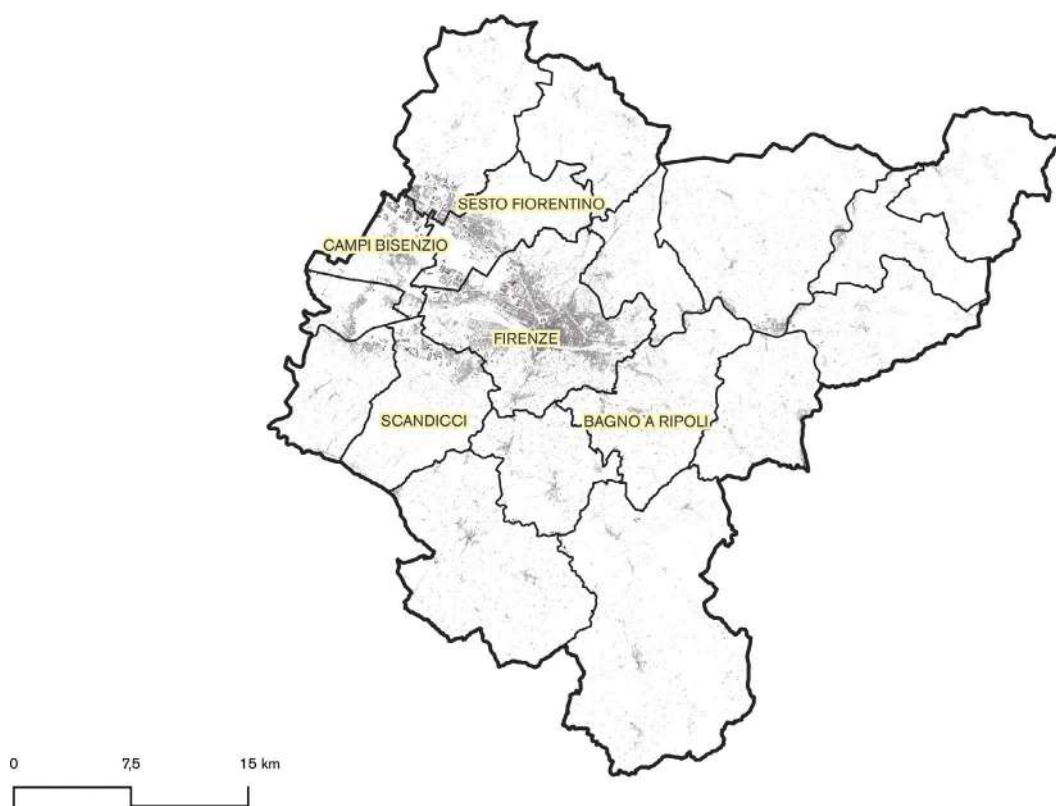 SESTO FIORENTINO
CAMPI BISENZIO
FIRENZE
SCANDICCI
BAGNO A RIPOLI
0 7,5 15 km